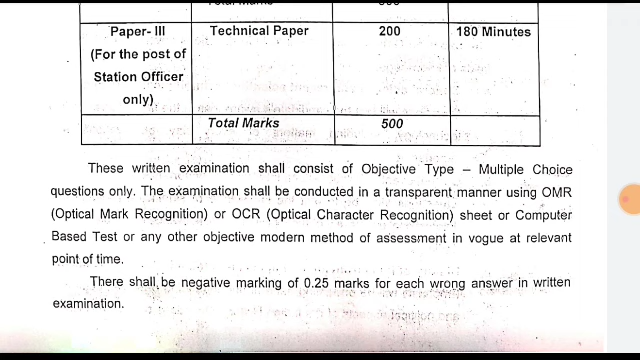 Paper- III
(For the post of
Station Officer
only)
Technical Paper
200
180 Minutes
Total Marks
500
These written examination shall consist of Objective Type – Multiple Choice
questions only. The examination shall be conducted in a transparent manner using OMR
(Optical Mark Recognition) or OCR (Optical Character Recognition) sheet or Computer
Based Test or any other objective modern method of assessment in vogue at relevant
point of time.
There shall be negative marking of 0.25 marks for each wrong answer in written
examination.